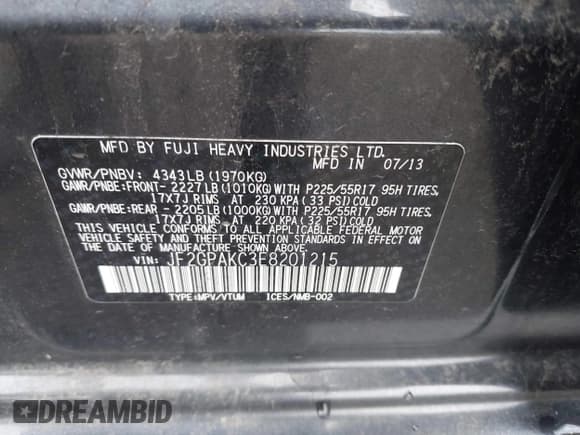 MFD BY FUJI HEAVY INDUSTRIES LTD.
MFD IN 07/13
GVWR/PNBV: 4343LB (1970KG)
GAWR/PNBE:FRONT- 2227LB(1010KG)WITH P225/55R17 95H TIRES,
17X7J RIMS AT 230 KPA( 33 PSI)COLD
GAWR/PNBE:REAR - 2205LB(1000KG)WITH P225/55R17 95H TIRES,
17X7J RIMS AT 220 KPA( 32 PSI)COLD
THIS VEHICLE CONFORMS TO ALL APPLICABLE FEDERAL MOTOR
VEHICLE SAFETY, BUMPER, AND THEFT PREVENTION STANDARDS
IN EFFECT ON THE DATE OF MANUFACTURE SHOWN ABOVE.
VIN: JF2GPAKC3E8201215
TYPE:MPV/VTUM ICES/NMB-002
DREAMBID